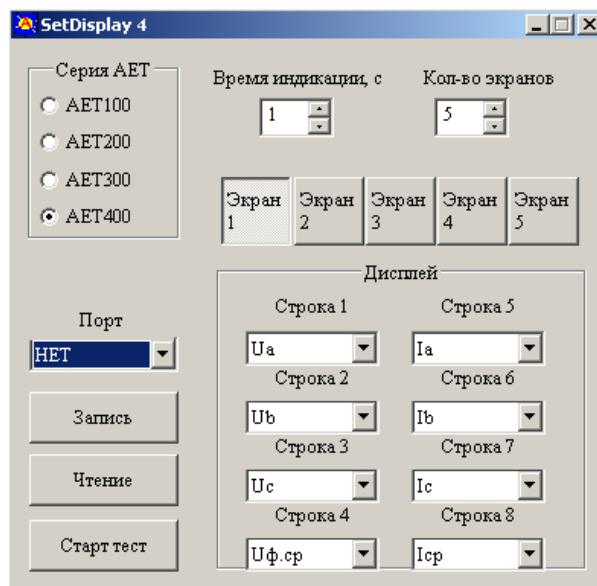 SetDisplay 4
Серия АЕТ
АЕТ100
АЕТ200
АЕТ300
АЕТ400
Время индикации, с
1
Кол-во экранов
5
Экран 1
Экран 2
Экран 3
Экран 4
Экран 5
Порт
НЕТ
Запись
Чтение
Старт тест
Дисплей
Строка 1
Ua
Строка 2
Ub
Строка 3
Uc
Строка 4
Uф.ср
Строка 5
Ia
Строка 6
Ib
Строка 7
Ic
Строка 8
Iср